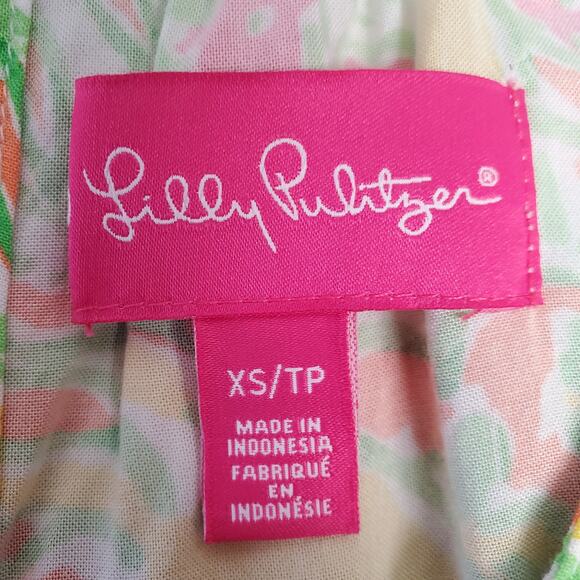 Lilly Pulitzer®
XS/TP
MADE IN
INDONESIA
FABRIQUÉ
EN
INDONÉSIE